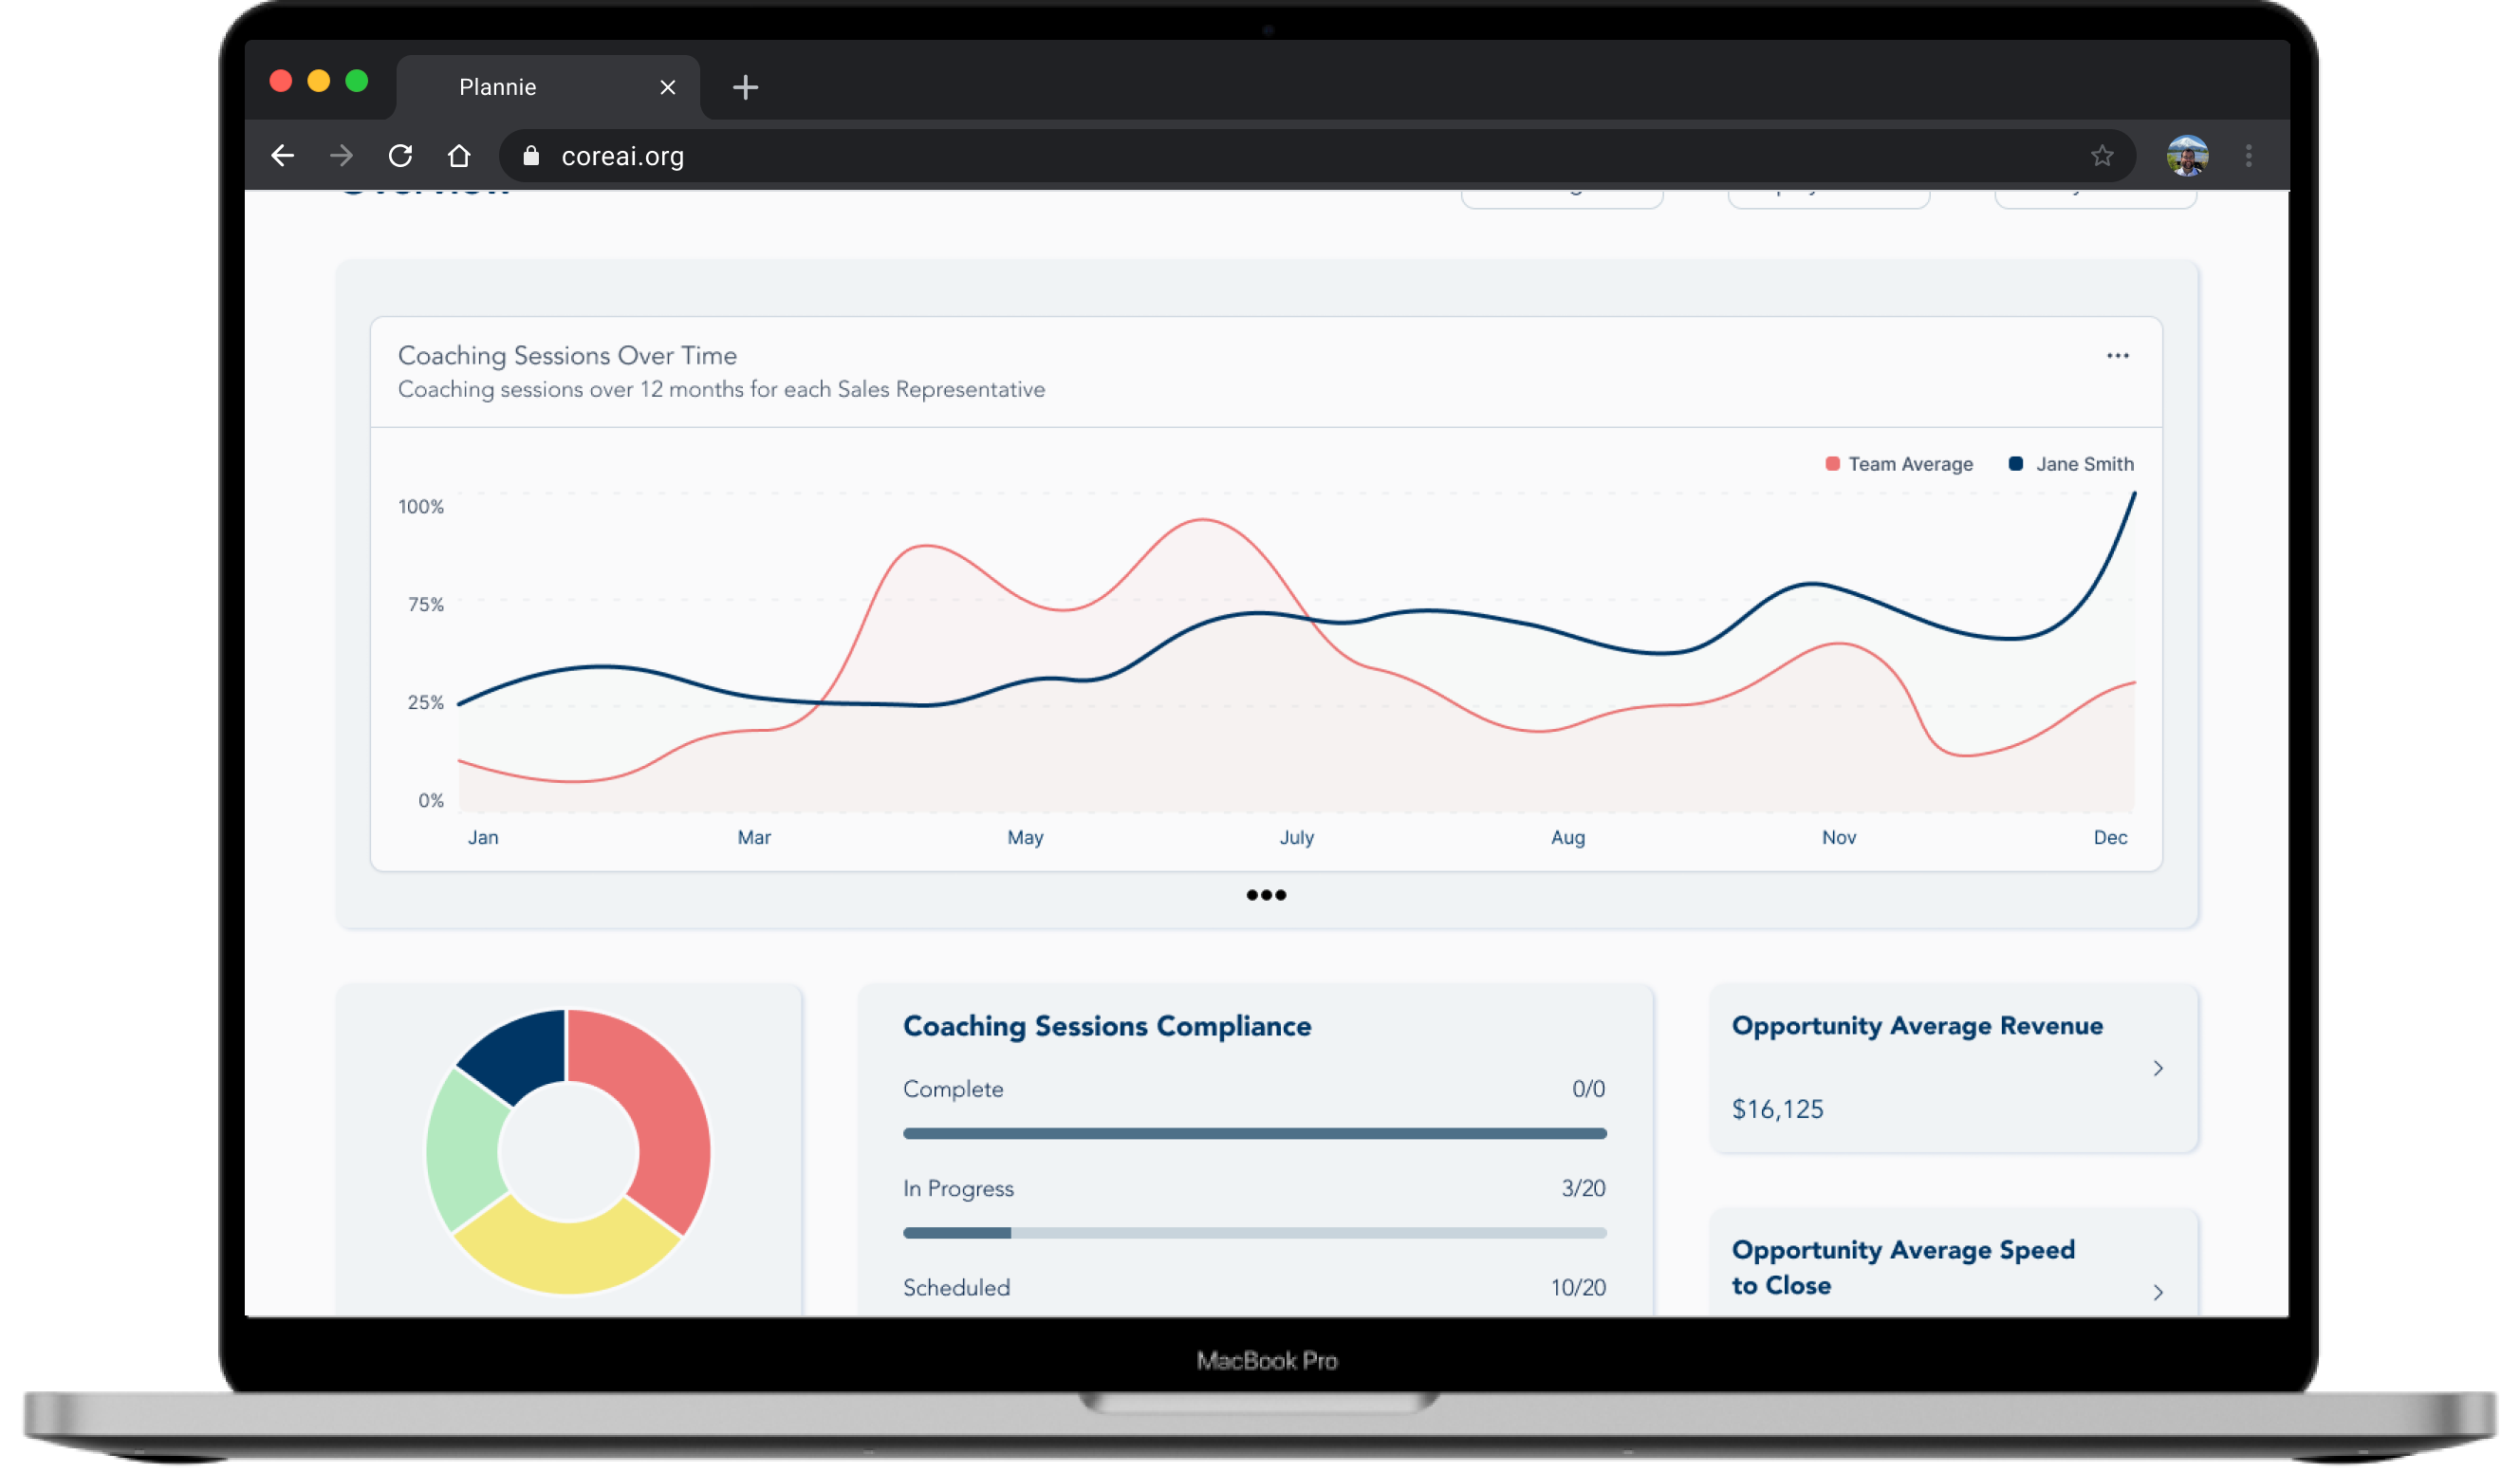 Plannie
coreai.org
Coaching Sessions Over Time
Coaching sessions over 12 months for each Sales Representative
Team Average
Jane Smith
100%
75%
25%
0%
Jan
Mar
May
July
Aug
Nov
Dec
Coaching Sessions Compliance
Complete
0/0
In Progress
3/20
Scheduled
10/20
Opportunity Average Revenue
$16,125
Opportunity Average Speed
to Close
MacBook Pro